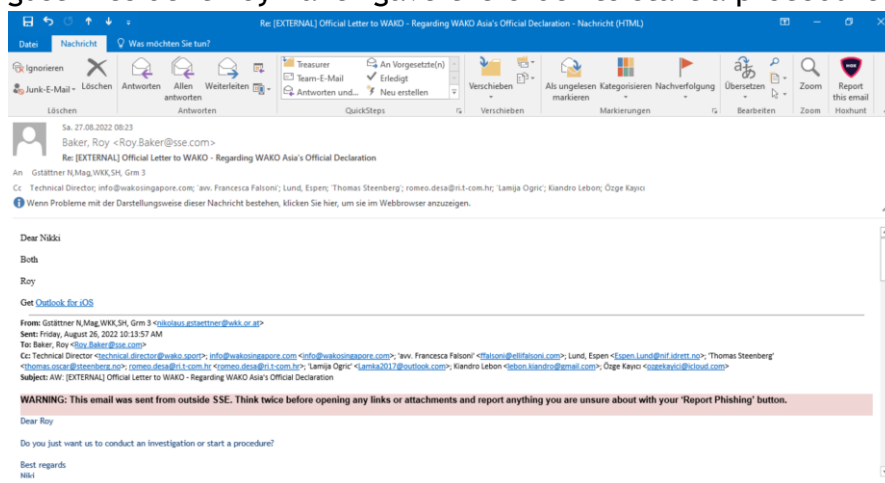 Re: [EXTERNAL] Official Letter to WAKO - Regarding WAKO Asia's Official Declaration - Nachricht (HTML)
Datei Nachricht Was möchten Sie tun?
Ignorieren
Junk-E-Mail
Löschen
Antworten
Allen antworten
Weiterleiten
Treasurer
Team-E-Mail
Antworten und...
An Vorgesetzte(n)
Erledigt
Neu erstellen
Verschieben
Als ungelesen markieren
Kategorisieren
Nachverfolgung
Übersetzen
Zoom
Report this email
Löschen Antworten QuickSteps Verschieben Markierungen Bearbeiten Zoom Hoxhunt
Sa. 27.08.2022 08:23
Baker, Roy <Roy.Baker@sse.com>
Re: [EXTERNAL] Official Letter to WAKO - Regarding WAKO Asia's Official Declaration
An Gstättner N,Mag,WKK,SH, Grm 3
Cc Technical Director; info@wakosingapore.com; 'avv. Francesca Falsoni'; Lund, Espen; 'Thomas Steenberg'; romeo.desa@ri.t-com.hr; 'Lamija Ogric'; Kiandro Lebon; Özge Kayıcı
Wenn Probleme mit der Darstellungsweise dieser Nachricht bestehen, klicken Sie hier, um sie im Webbrowser anzuzeigen.
Dear Nikki
Both
Roy
Get Outlook for iOS
From: Gstättner N,Mag,WKK,SH, Grm 3 <nikolaus.gstaettner@wkk.or.at>
Sent: Friday, August 26, 2022 10:13:57 AM
To: Baker, Roy <Roy.Baker@sse.com>
Cc: Technical Director <technical.director@wako.sport>; info@wakosingapore.com <info@wakosingapore.com>; 'avv. Francesca Falsoni' <ffalsoni@ellifalsoni.com>; Lund, Espen <Espen.Lund@nif.idrett.no>; 'Thomas Steenberg'
<thomas.oscar@steenberg.no>; romeo.desa@ri.t-com.hr <romeo.desa@ri.t-com.hr>; 'Lamija Ogric' <Lamka2017@outlook.com>; Kiandro Lebon <lebon.kiandro@gmail.com>; Özge Kayıcı <ozgekayici@icloud.com>
Subject: AW: [EXTERNAL] Official Letter to WAKO - Regarding WAKO Asia's Official Declaration
WARNING: This email was sent from outside SSE. Think twice before opening any links or attachments and report anything you are unsure about with your 'Report Phishing' button.
Dear Roy
Do you just want us to conduct an investigation or start a procedure?
Best regards
Niki